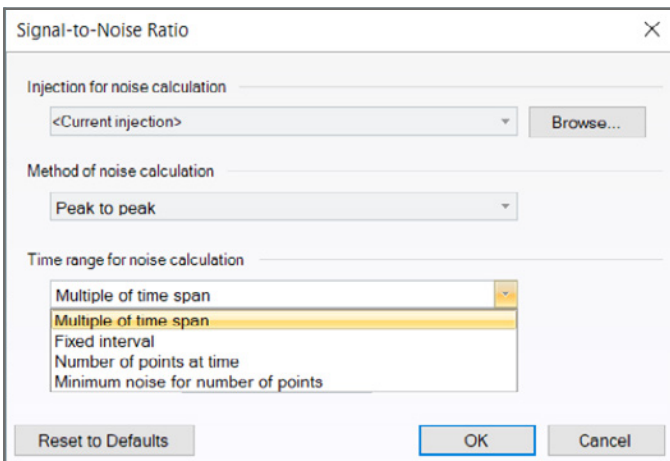 Signal-to-Noise Ratio
Injection for noise calculation
<Current injection>
Browse...
Method of noise calculation
Peak to peak
Time range for noise calculation
Multiple of time span
Multiple of time span
Fixed interval
Number of points at time
Minimum noise for number of points
Reset to Defaults
OK
Cancel